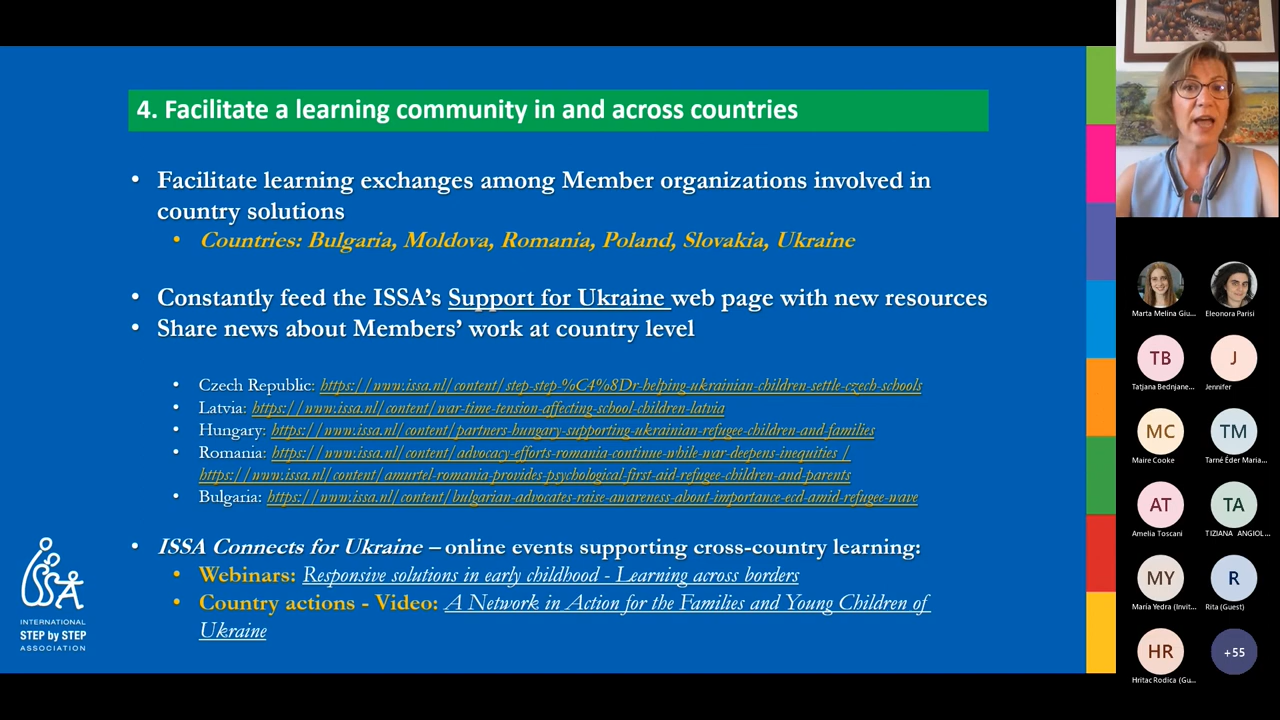 4. Facilitate a learning community in and across countries
• Facilitate learning exchanges among Member organizations involved in
country solutions
• Countries: Bulgaria, Moldova, Romania, Poland, Slovakia, Ukraine
• Constantly feed the ISSA's Support for Ukraine web page with new resources
• Share news about Members' work at country level
• Czech Republic: https://www.issa.nl/content/step-step-%C4%8Dr-helping-ukrainian-children-settle-czech-schools
• Latvia: https://www.issa.nl/content/war-time-tension-affecting-school-children-latvia
• Hungary: https://www.issa.nl/content/partners-hungary-supporting-ukrainian-refugee-children-and-families
• Romania: https://www.issa.nl/content/advocacy-efforts-romania-continue-while-war-deepens-inequities /
https://www.issa.nl/content/amurtel-romania-provides-psychological-first-aid-refugee-children-and-parents
• Bulgaria: https://www.issa.nl/content/bulgarian-advocates-raise-awareness-about-importance-ecd-amid-refugee-wave
• ISSA Connects for Ukraine – online events supporting cross-country learning:
• Webinars: Responsive solutions in early childhood - Learning across borders
• Country actions - Video: A Network in Action for the Families and Young Children of
Ukraine
ISSA
INTERNATIONAL
STEP by STEP
ASSOCIATION
Marta Melina Giu... Eleonora Parisi
TB J
Tatjana Bednjane... Jennifer
MC TM
Maire Cooke Tarné Éder Maria...
AT TA
Amelia Toscani TIZIANA ANGIOL...
MY R
María Yedra (Invit... Rita (Guest)
HR +55
Hritac Rodica (Gu...